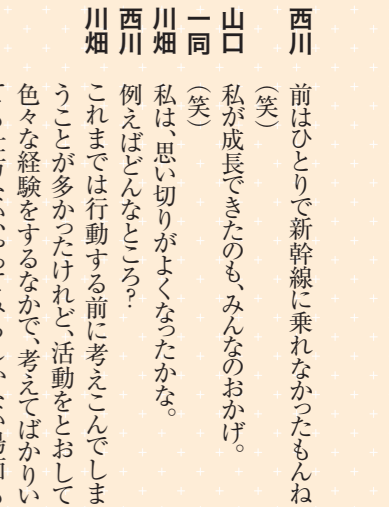 西川 前はひとりで新幹線に乗れなかったもんね
（笑）
山口 私が成長できたのも、みんなのおかげ。
一同 （笑）
川畑 私は、思い切りがよくなったかな。
西川 例えばどんなところ？
川畑 これまでは行動する前に考えこんでしま
うことが多かったけれど、活動をとおして
色々な経験をするなかで、考えてばかりい